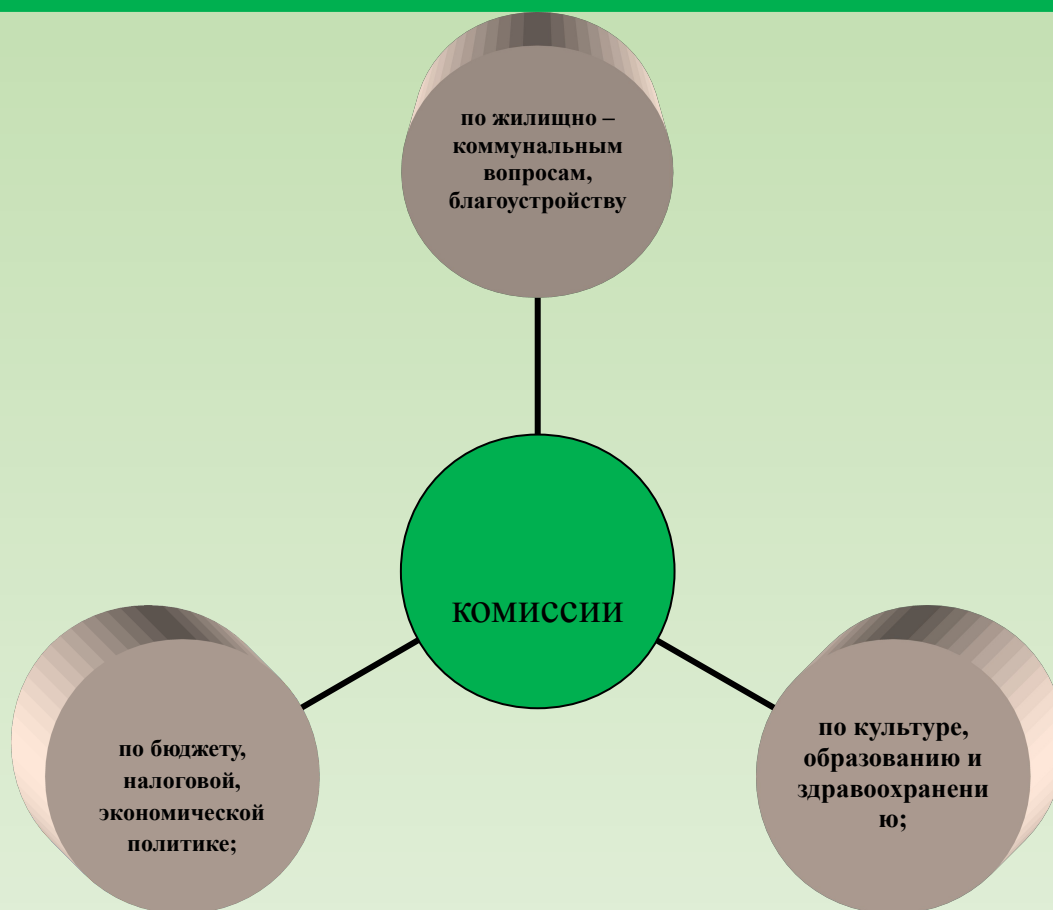 по жилищно –
коммунальным
вопросам,
благоустройству
комиссии
по бюджету,
налоговой,
экономической
политике;
по культуре,
образованию и
здравоохранени
ю;